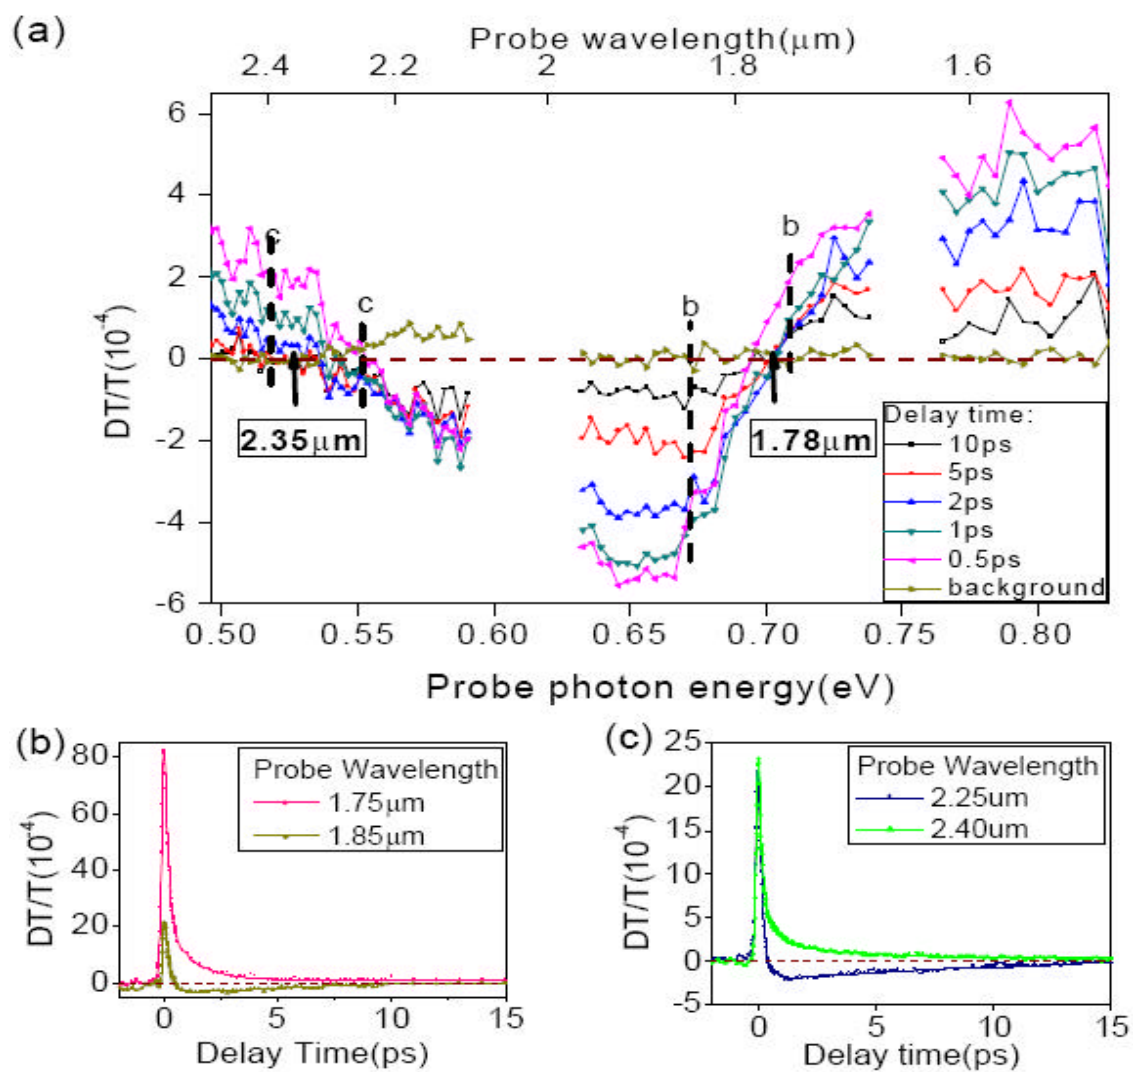 (a)
Probe wavelength(μm)
2.4 2.2 2 1.8 1.6
6
4
2
0
-2
-4
-6
DT/T(10⁻⁴)
c
c
b
b
2.35μm
1.78μm
Delay time:
10ps
5ps
2ps
1ps
0.5ps
background
0.50 0.55 0.60 0.65 0.70 0.75 0.80
Probe photon energy(eV)
(b)
80
60
40
20
0
DT/T(10⁻⁴)
Probe Wavelength
1.75μm
1.85μm
0 5 10 15
Delay Time(ps)
(c)
25
20
15
10
5
0
-5
DT/T(10⁻⁴)
Probe Wavelength
2.25um
2.40um
0 5 10 15
Delay time(ps)